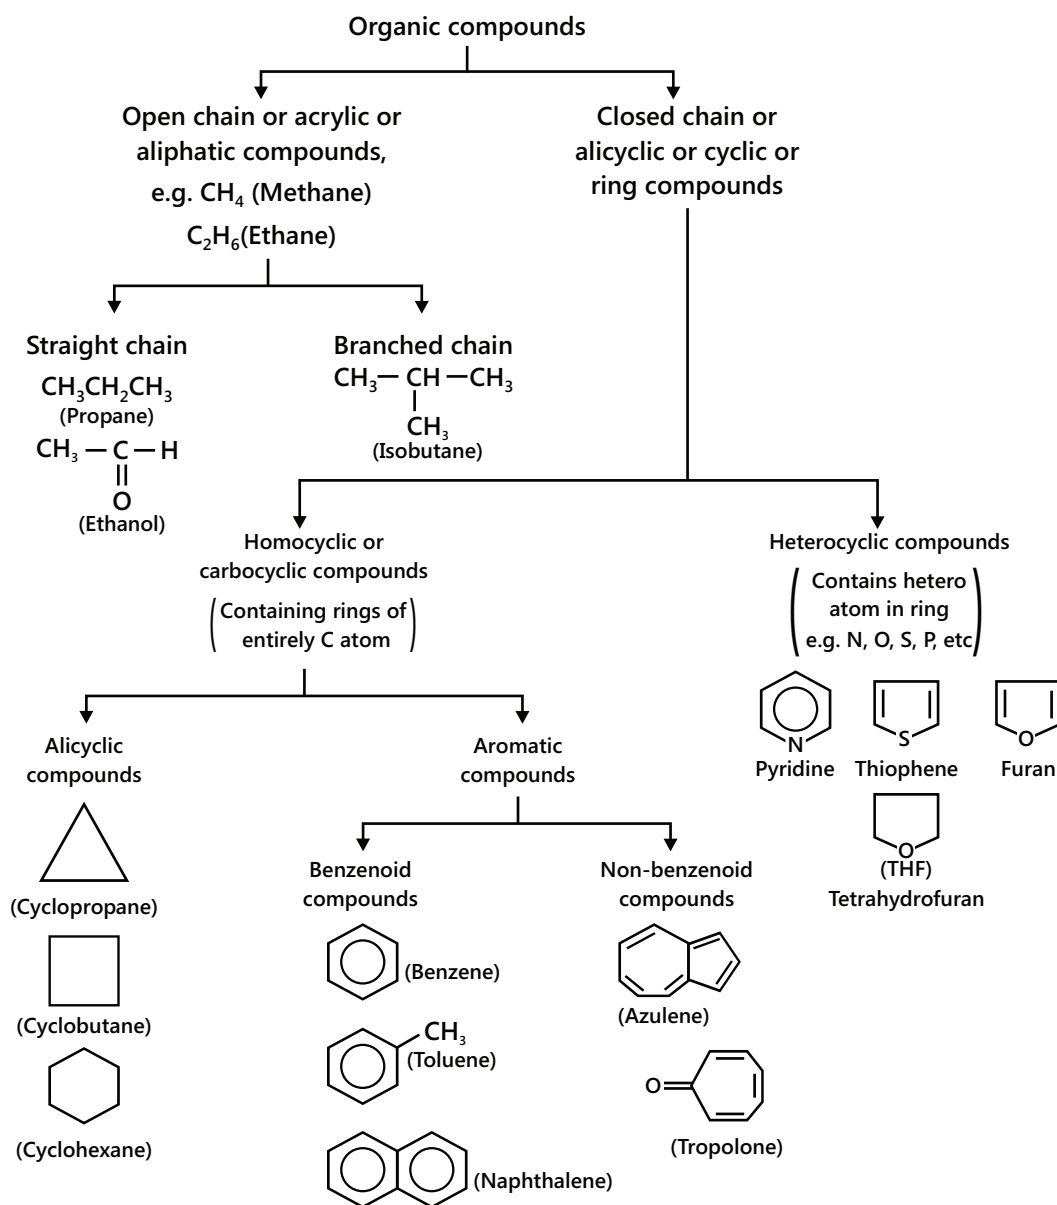 Organic compounds
Open chain or acrylic or
aliphatic compounds,
e.g. CH₄ (Methane)
C₂H₆(Ethane)
Closed chain or
alicyclic or cyclic or
ring compounds
Straight chain
CH₃CH₂CH₃
(Propane)
CH₃ — C — H
O
(Ethanol)
Branched chain
CH₃— CH —CH₃
CH₃
(Isobutane)
Homocyclic or
carbocyclic compounds
(Containing rings of
entirely C atom)
Heterocyclic compounds
(Contains hetero
atom in ring
e.g. N, O, S, P, etc)
N
Pyridine
S
Thiophene
O
Furan
O
(THF)
Tetrahydrofuran
Alicyclic
compounds
(Cyclopropane)
(Cyclobutane)
(Cyclohexane)
Aromatic
compounds
Benzenoid
compounds
(Benzene)
CH₃
(Toluene)
(Naphthalene)
Non-benzenoid
compounds
(Azulene)
O
(Tropolone)